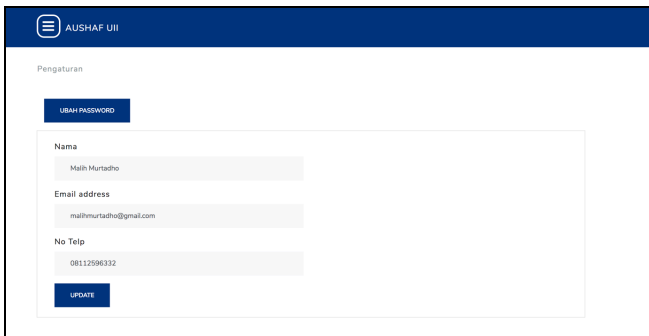 AUSHAF UII
Pengaturan
UBAH PASSWORD
Nama
Malih Murtadho
Email address
malihmurtadho@gmail.com
No Telp
08112596332
UPDATE